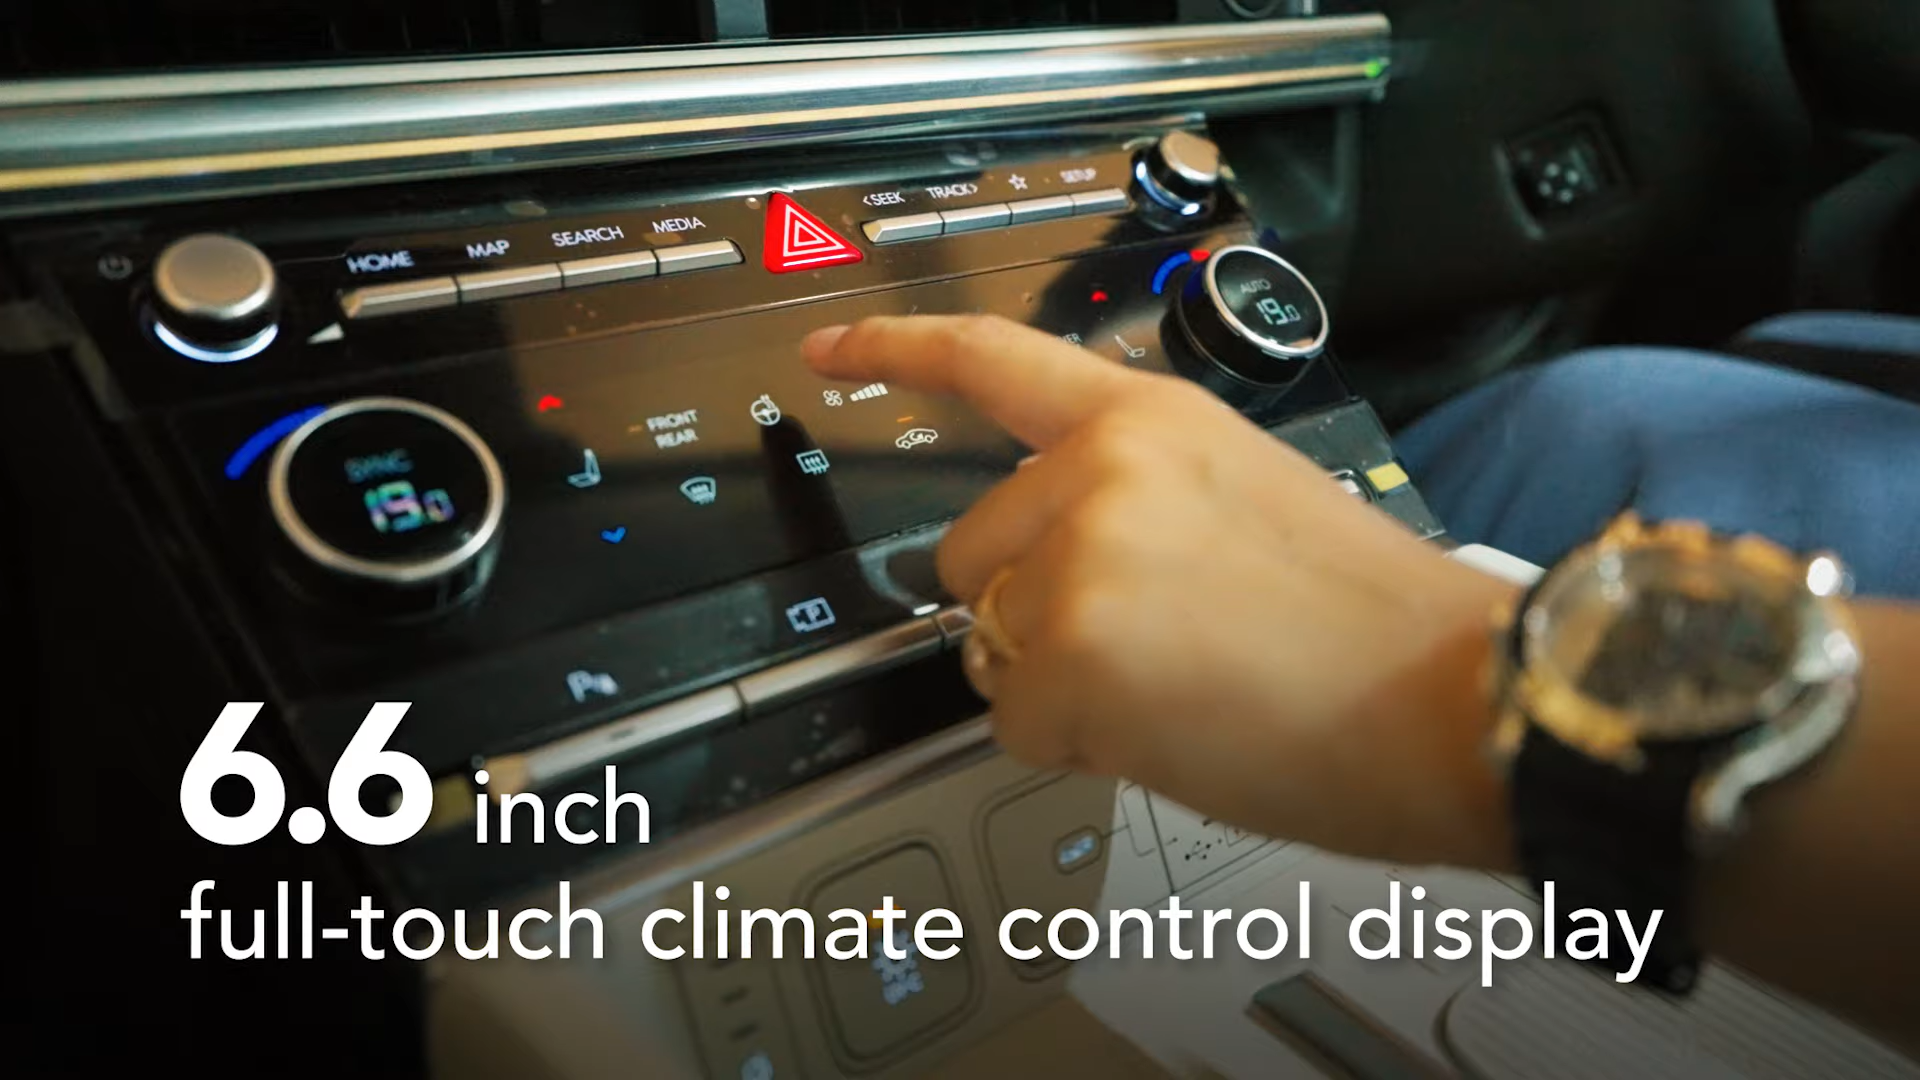 HOME
MAP
SEARCH
MEDIA
<SEEK
TRACK>
SETUP
AUTO
19.0
SYNC
19.0
FRONT
REAR
6.6 inch
full-touch climate control display